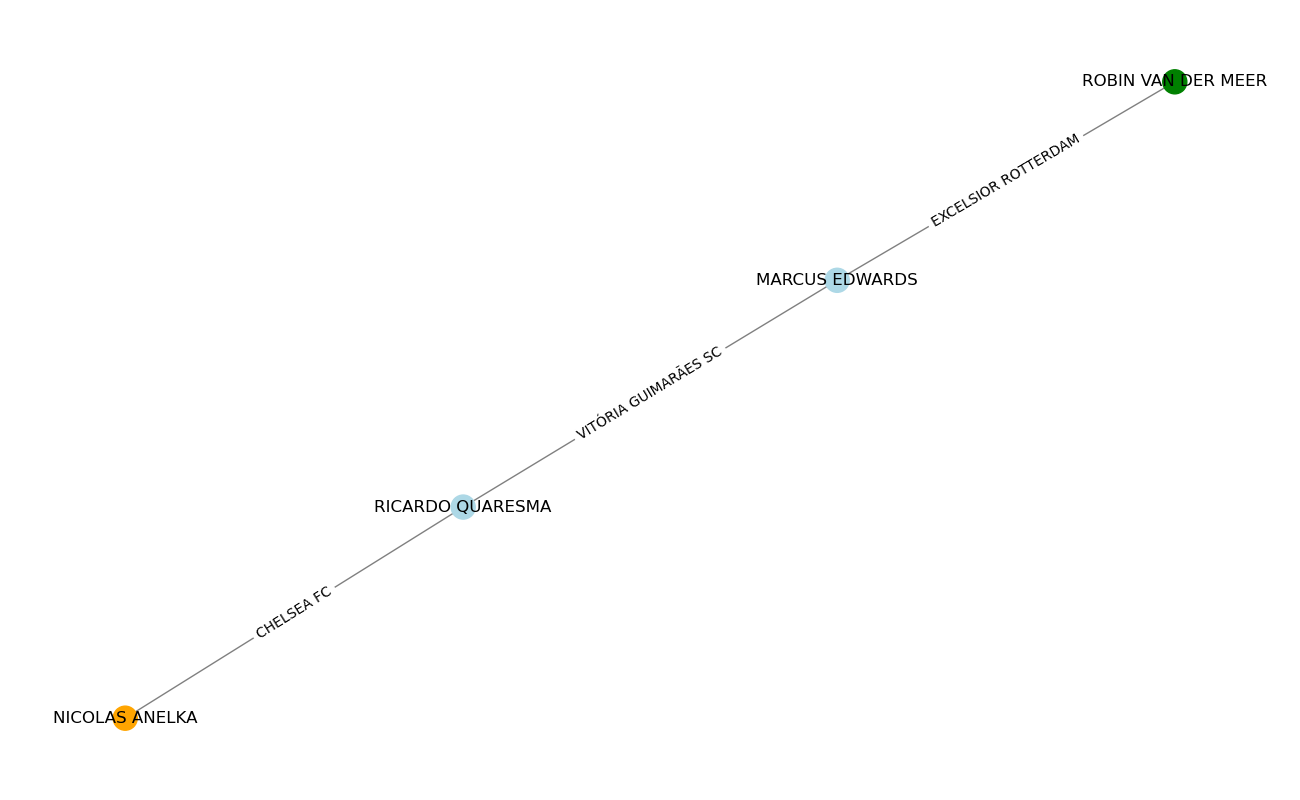 ROBIN VAN DER MEER
EXCELSIOR ROTTERDAM
MARCUS EDWARDS
VITÓRIA GUIMARÃES SC
RICARDO QUARESMA
CHELSEA FC
NICOLAS ANELKA